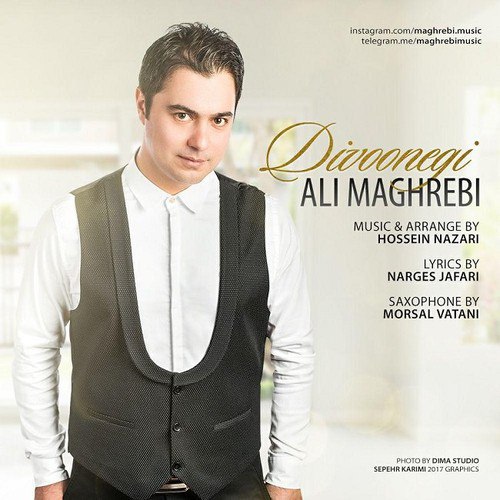 instagram.com/maghrebi.music
telegram.me/maghrebimusic
Divoonegi
ALI MAGHREBI
MUSIC & ARRANGE BY
HOSSEIN NAZARI
LYRICS BY
NARGES JAFARI
SAXOPHONE BY
MORSAL VATANI
PHOTO BY DIMA STUDIO
SEPEHR KARIMI 2017 GRAPHICS